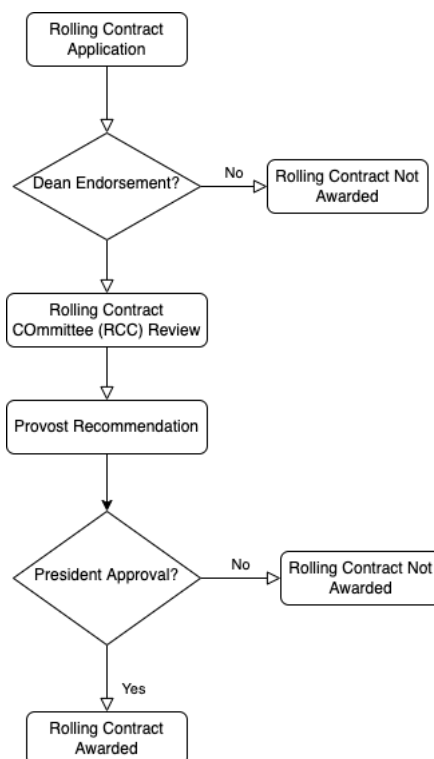 Rolling Contract
Application
Dean Endorsement?
No
Rolling Contract Not
Awarded
Rolling Contract
COmmittee (RCC) Review
Provost Recommendation
President Approval?
No
Rolling Contract Not
Awarded
Yes
Rolling Contract
Awarded